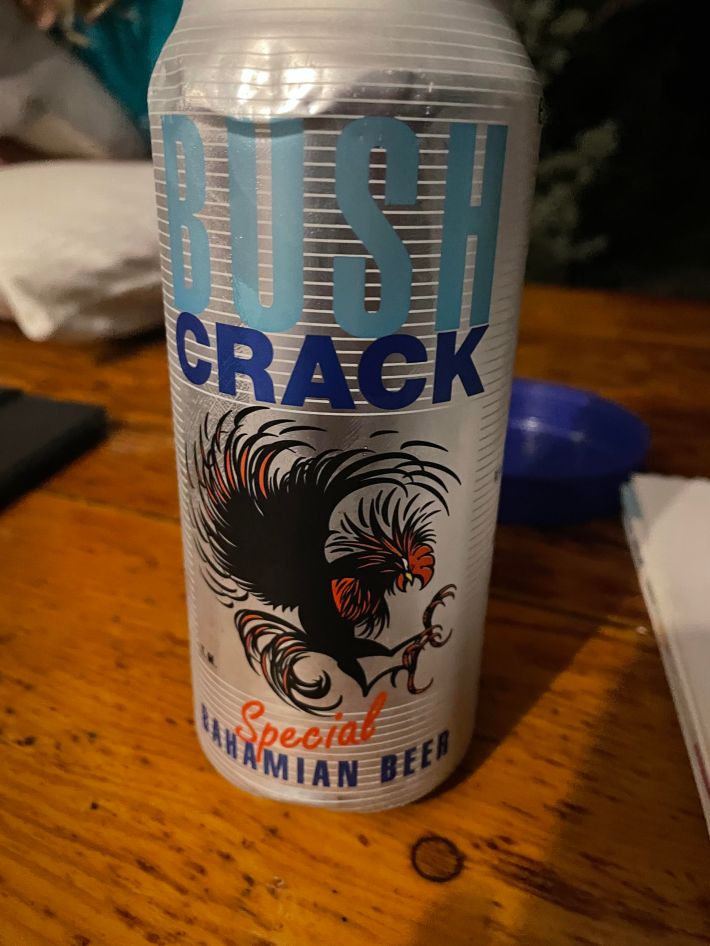 BUSH
CRACK
T.M.
Special
BAHAMIAN BEER